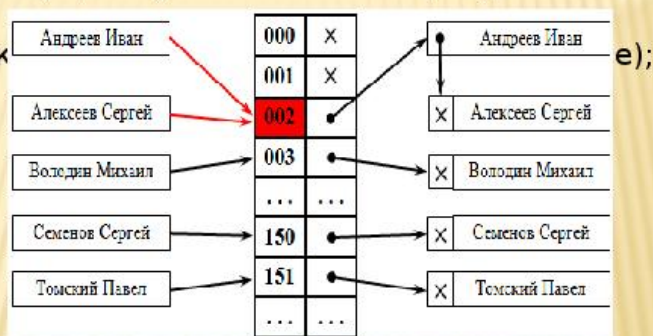 Андреев Иван 000 X Андреев Иван
е);
001 X
Алексеев Сергей 002 X Алексеев Сергей
Володин Михаил 003 X Володин Михаил
... ...
Семенов Сергей 150 X Семенов Сергей
Томский Павел 151 X Томский Павел
... ...